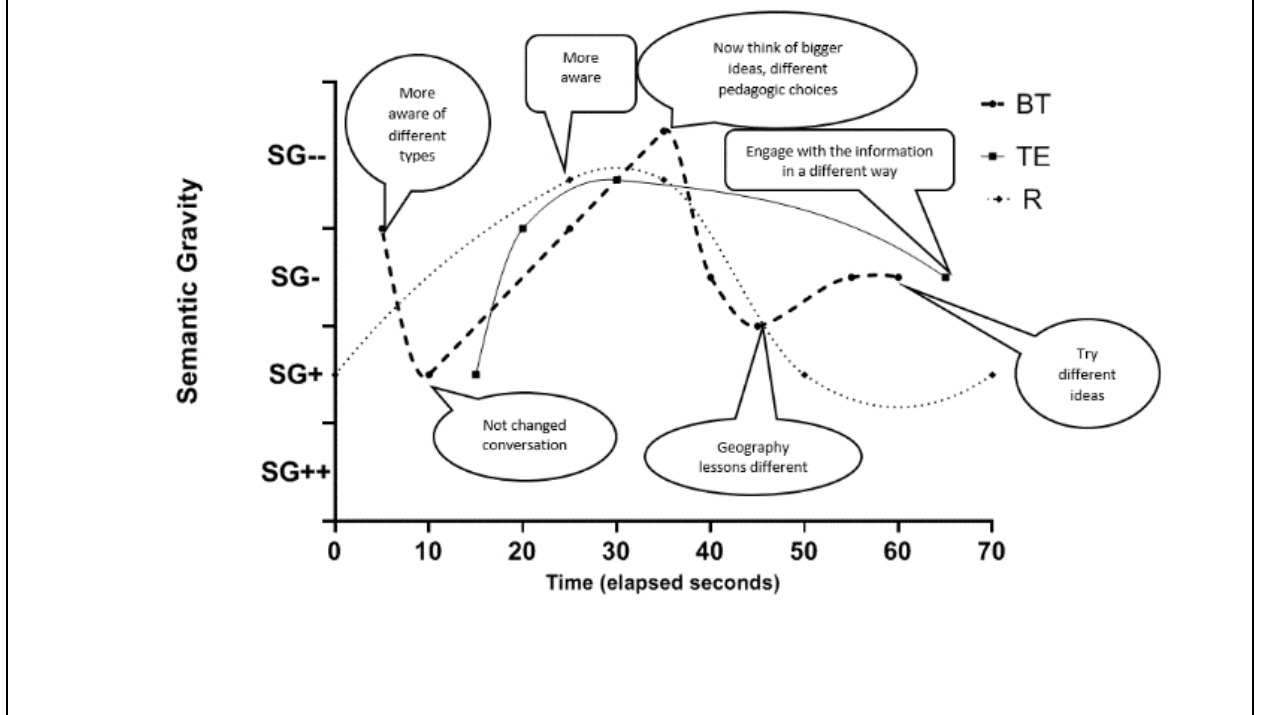 More
aware of
different
types
More
aware
Now think of bigger
ideas, different
pedagogic choices
Engage with the information
in a different way
BT
TE
R
Semantic Gravity
SG--
SG-
SG+
SG++
Not changed
conversation
Geography
lessons different
Try
different
ideas
0 10 20 30 40 50 60 70
Time (elapsed seconds)